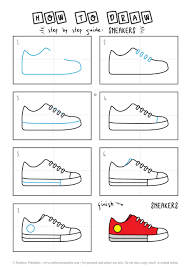 HOW TO DRAW
step by step guide: SNEAKERS
1.
2.
3.
4.
5.
6.
7.
finish
SNEAKERS